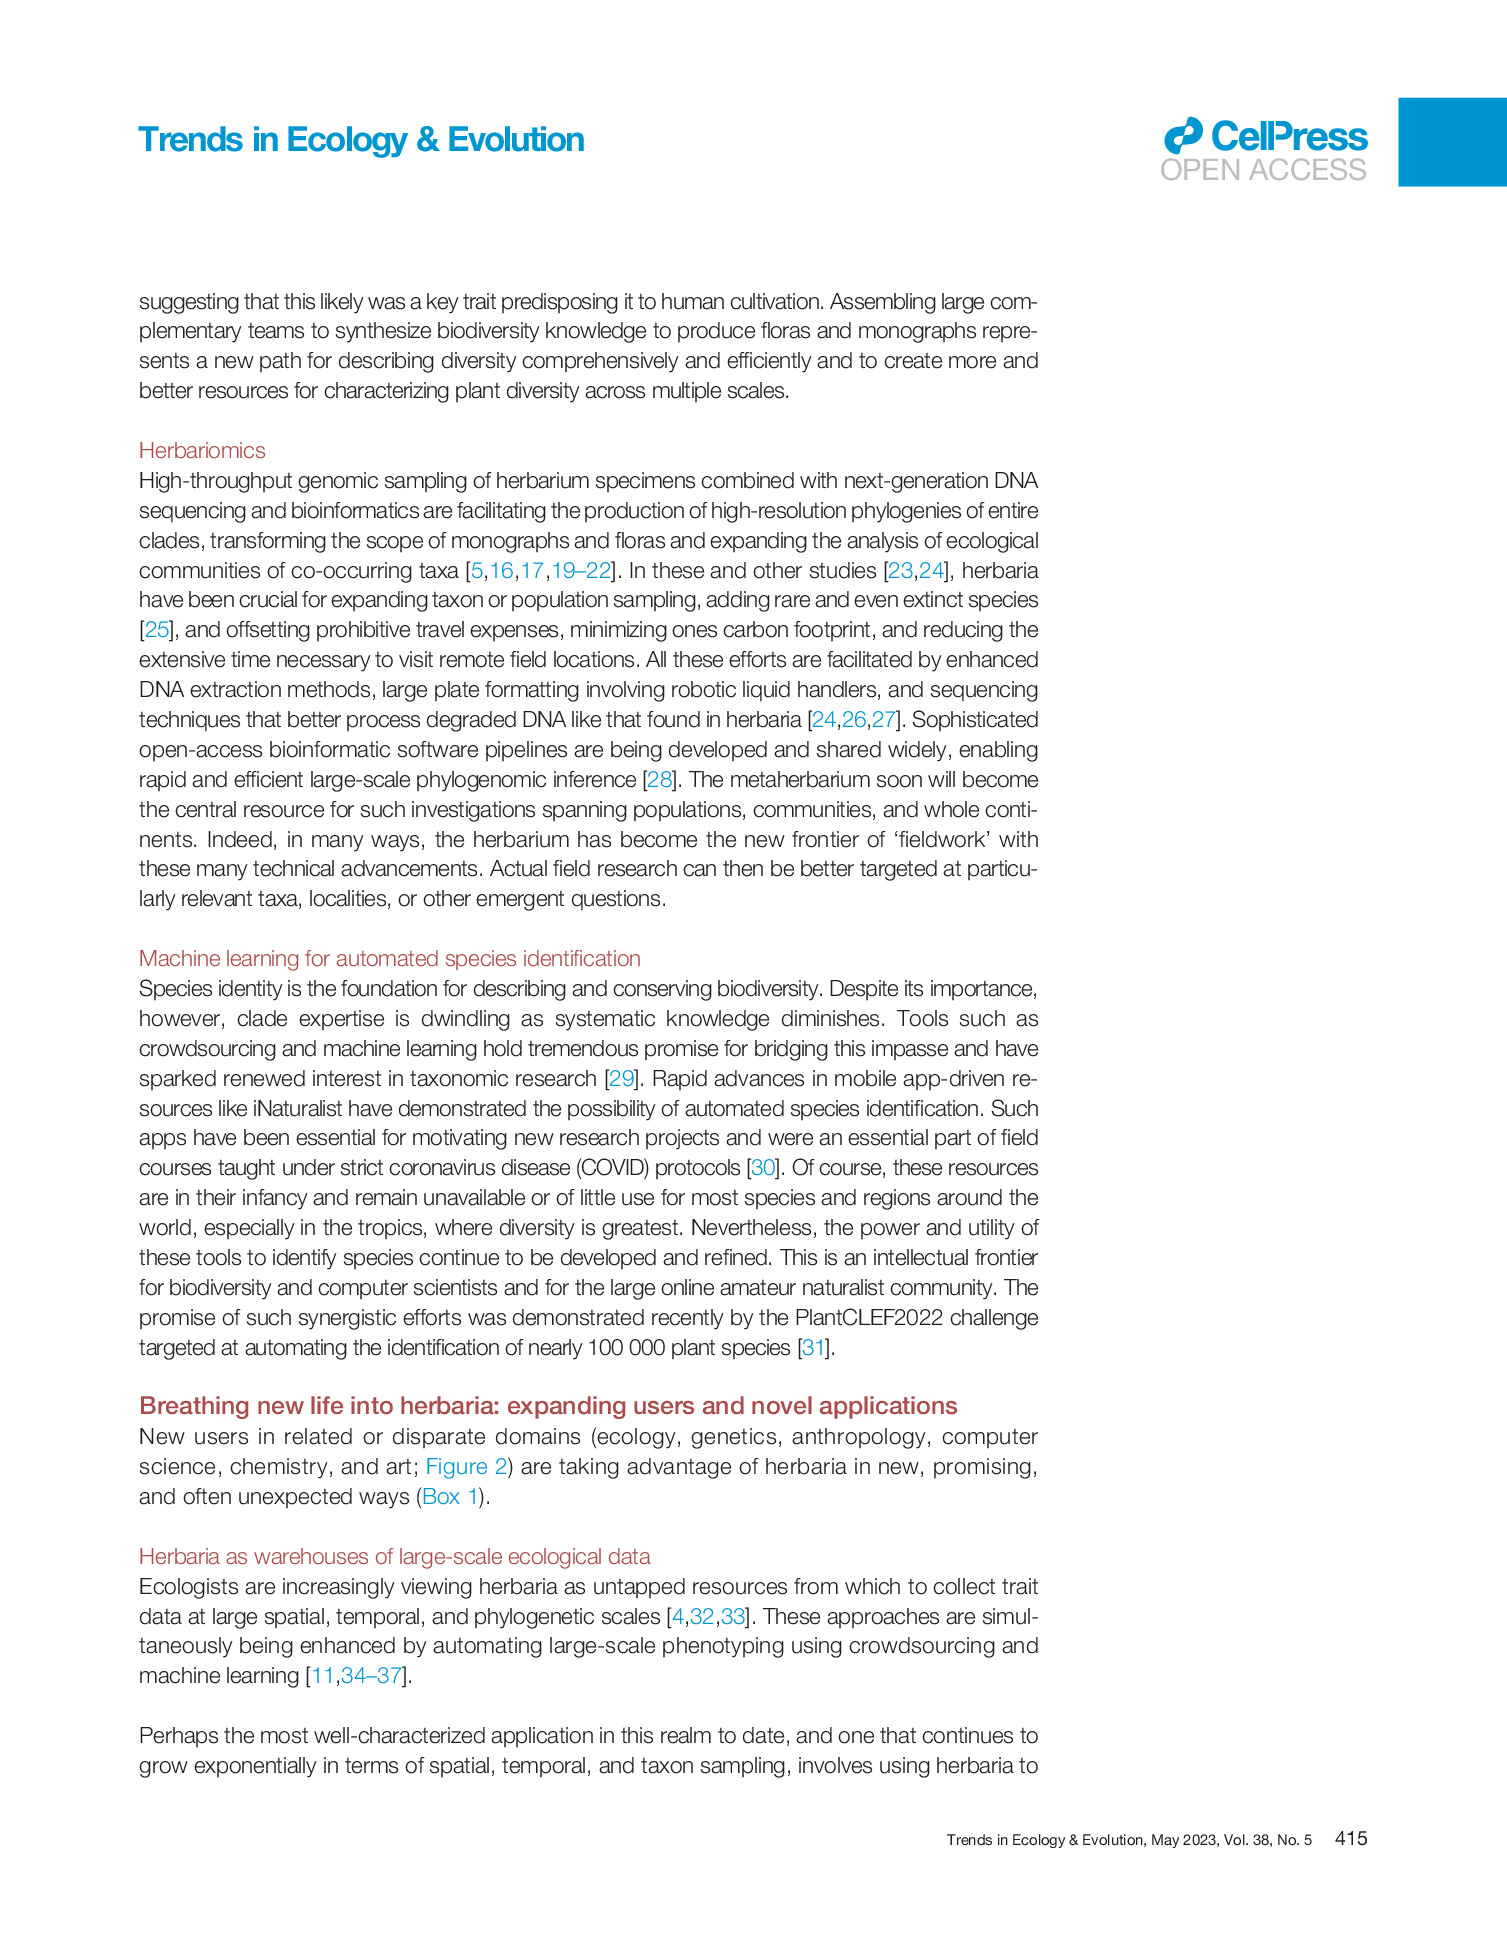 Trends in Ecology & Evolution
CellPress
OPEN ACCESS
suggesting that this likely was a key trait predisposing it to human cultivation. Assembling large com-
plementary teams to synthesize biodiversity knowledge to produce floras and monographs repre-
sents a new path for describing diversity comprehensively and efficiently and to create more and
better resources for characterizing plant diversity across multiple scales.
Herbariomics
High-throughput genomic sampling of herbarium specimens combined with next-generation DNA
sequencing and bioinformatics are facilitating the production of high-resolution phylogenies of entire
clades, transforming the scope of monographs and floras and expanding the analysis of ecological
communities of co-occurring taxa [5,16,17,19–22]. In these and other studies [23,24], herbaria
have been crucial for expanding taxon or population sampling, adding rare and even extinct species
[25], and offsetting prohibitive travel expenses, minimizing ones carbon footprint, and reducing the
extensive time necessary to visit remote field locations. All these efforts are facilitated by enhanced
DNA extraction methods, large plate formatting involving robotic liquid handlers, and sequencing
techniques that better process degraded DNA like that found in herbaria [24,26,27]. Sophisticated
open-access bioinformatic software pipelines are being developed and shared widely, enabling
rapid and efficient large-scale phylogenomic inference [28]. The metaherbarium soon will become
the central resource for such investigations spanning populations, communities, and whole conti-
nents. Indeed, in many ways, the herbarium has become the new frontier of ‘fieldwork’ with
these many technical advancements. Actual field research can then be better targeted at particu-
larly relevant taxa, localities, or other emergent questions.
Machine learning for automated species identification
Species identity is the foundation for describing and conserving biodiversity. Despite its importance,
however, clade expertise is dwindling as systematic knowledge diminishes. Tools such as
crowdsourcing and machine learning hold tremendous promise for bridging this impasse and have
sparked renewed interest in taxonomic research [29]. Rapid advances in mobile app-driven re-
sources like iNaturalist have demonstrated the possibility of automated species identification. Such
apps have been essential for motivating new research projects and were an essential part of field
courses taught under strict coronavirus disease (COVID) protocols [30]. Of course, these resources
are in their infancy and remain unavailable or of little use for most species and regions around the
world, especially in the tropics, where diversity is greatest. Nevertheless, the power and utility of
these tools to identify species continue to be developed and refined. This is an intellectual frontier
for biodiversity and computer scientists and for the large online amateur naturalist community. The
promise of such synergistic efforts was demonstrated recently by the PlantCLEF2022 challenge
targeted at automating the identification of nearly 100 000 plant species [31].
Breathing new life into herbaria: expanding users and novel applications
New users in related or disparate domains (ecology, genetics, anthropology, computer
science, chemistry, and art; Figure 2) are taking advantage of herbaria in new, promising,
and often unexpected ways (Box 1).
Herbaria as warehouses of large-scale ecological data
Ecologists are increasingly viewing herbaria as untapped resources from which to collect trait
data at large spatial, temporal, and phylogenetic scales [4,32,33]. These approaches are simul-
taneously being enhanced by automating large-scale phenotyping using crowdsourcing and
machine learning [11,34–37].
Perhaps the most well-characterized application in this realm to date, and one that continues to
grow exponentially in terms of spatial, temporal, and taxon sampling, involves using herbaria to
Trends in Ecology & Evolution, May 2023, Vol. 38, No. 5 415